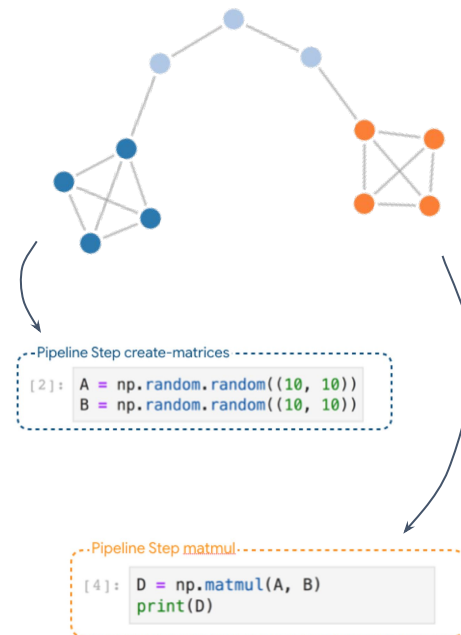 Pipeline Step create-matrices
[2]: A = np.random.random((10, 10))
B = np.random.random((10, 10))
Pipeline Step matmul
[4]: D = np.matmul(A, B)
print(D)